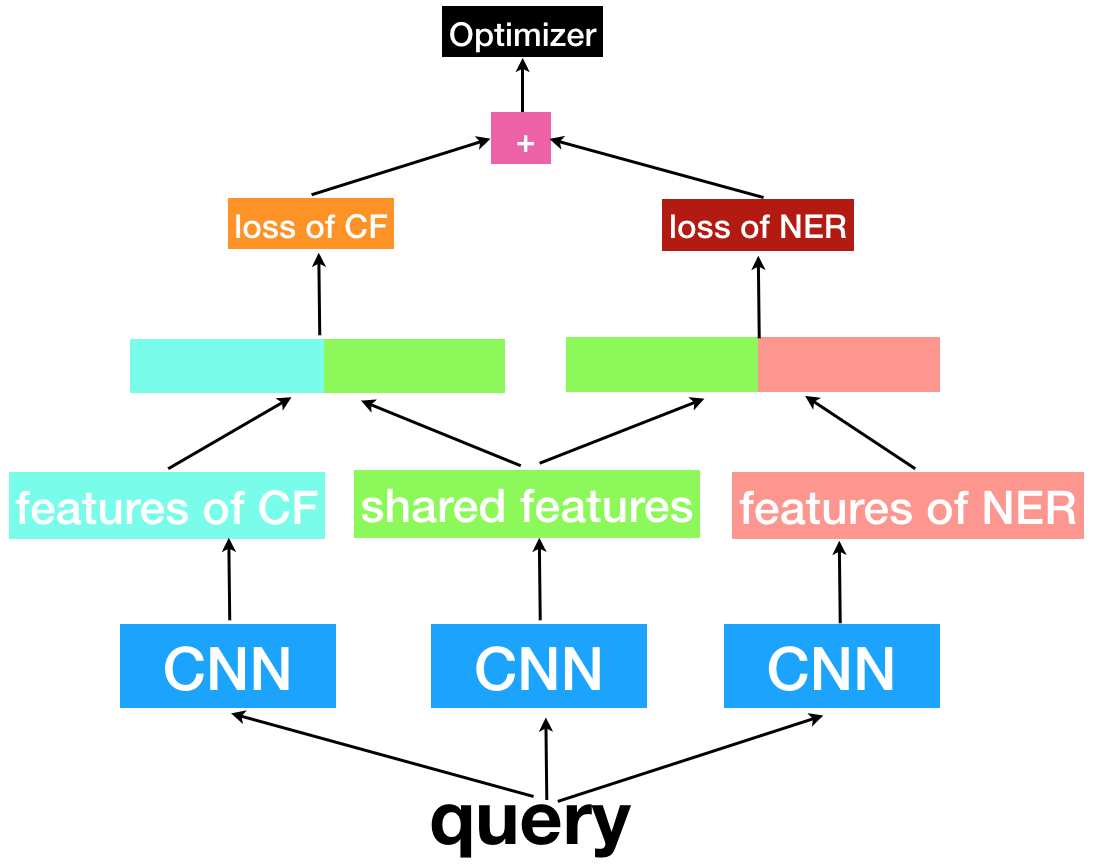 Optimizer
+
loss of CF
loss of NER
features of CF
shared features
features of NER
CNN
CNN
CNN
query